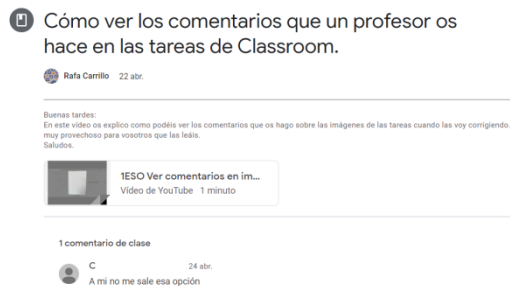 Cómo ver los comentarios que un profesor os
hace en las tareas de Classroom.
Rafa Carrillo 22 abr.
Buenas tardes:
En este vídeo os explico como podéis ver los comentarios que os hago sobre las imágenes de las tareas cuando las voy corrigiendo.
muy provechoso para vosotros que las leáis.
Saludos.
1ESO Ver comentarios en im...
Vídeo de YouTube 1 minuto
1 comentario de clase
C 24 abr.
A mi no me sale esa opción